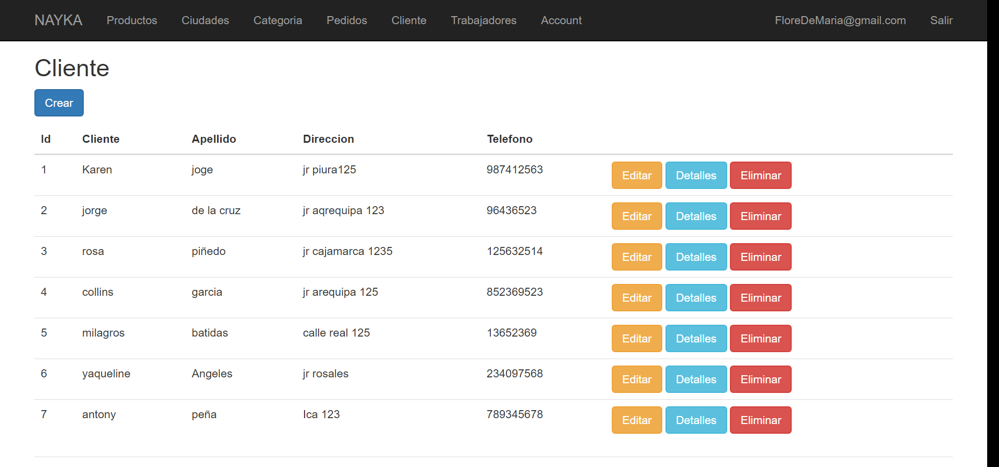 NAYKA Productos Ciudades Categoria Pedidos Cliente Trabajadores Account FloreDeMaria@gmail.com Salir
Cliente
Crear
Id Cliente Apellido Direccion Telefono
1 Karen joge jr piura125 987412563 Editar Detalles Eliminar
2 jorge de la cruz jr aqrequipa 123 96436523 Editar Detalles Eliminar
3 rosa piñedo jr cajamarca 1235 125632514 Editar Detalles Eliminar
4 collins garcia jr arequipa 125 852369523 Editar Detalles Eliminar
5 milagros batidas calle real 125 13652369 Editar Detalles Eliminar
6 yaqueline Angeles jr rosales 234097568 Editar Detalles Eliminar
7 antony peña Ica 123 789345678 Editar Detalles Eliminar